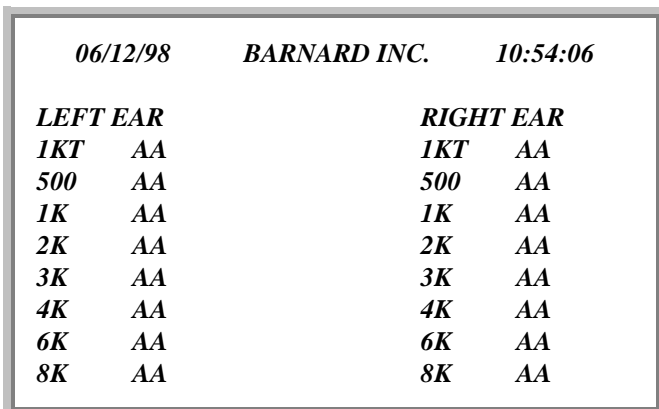 06/12/98 BARNARD INC. 10:54:06
LEFT EAR RIGHT EAR
1KT AA 1KT AA
500 AA 500 AA
1K AA 1K AA
2K AA 2K AA
3K AA 3K AA
4K AA 4K AA
6K AA 6K AA
8K AA 8K AA